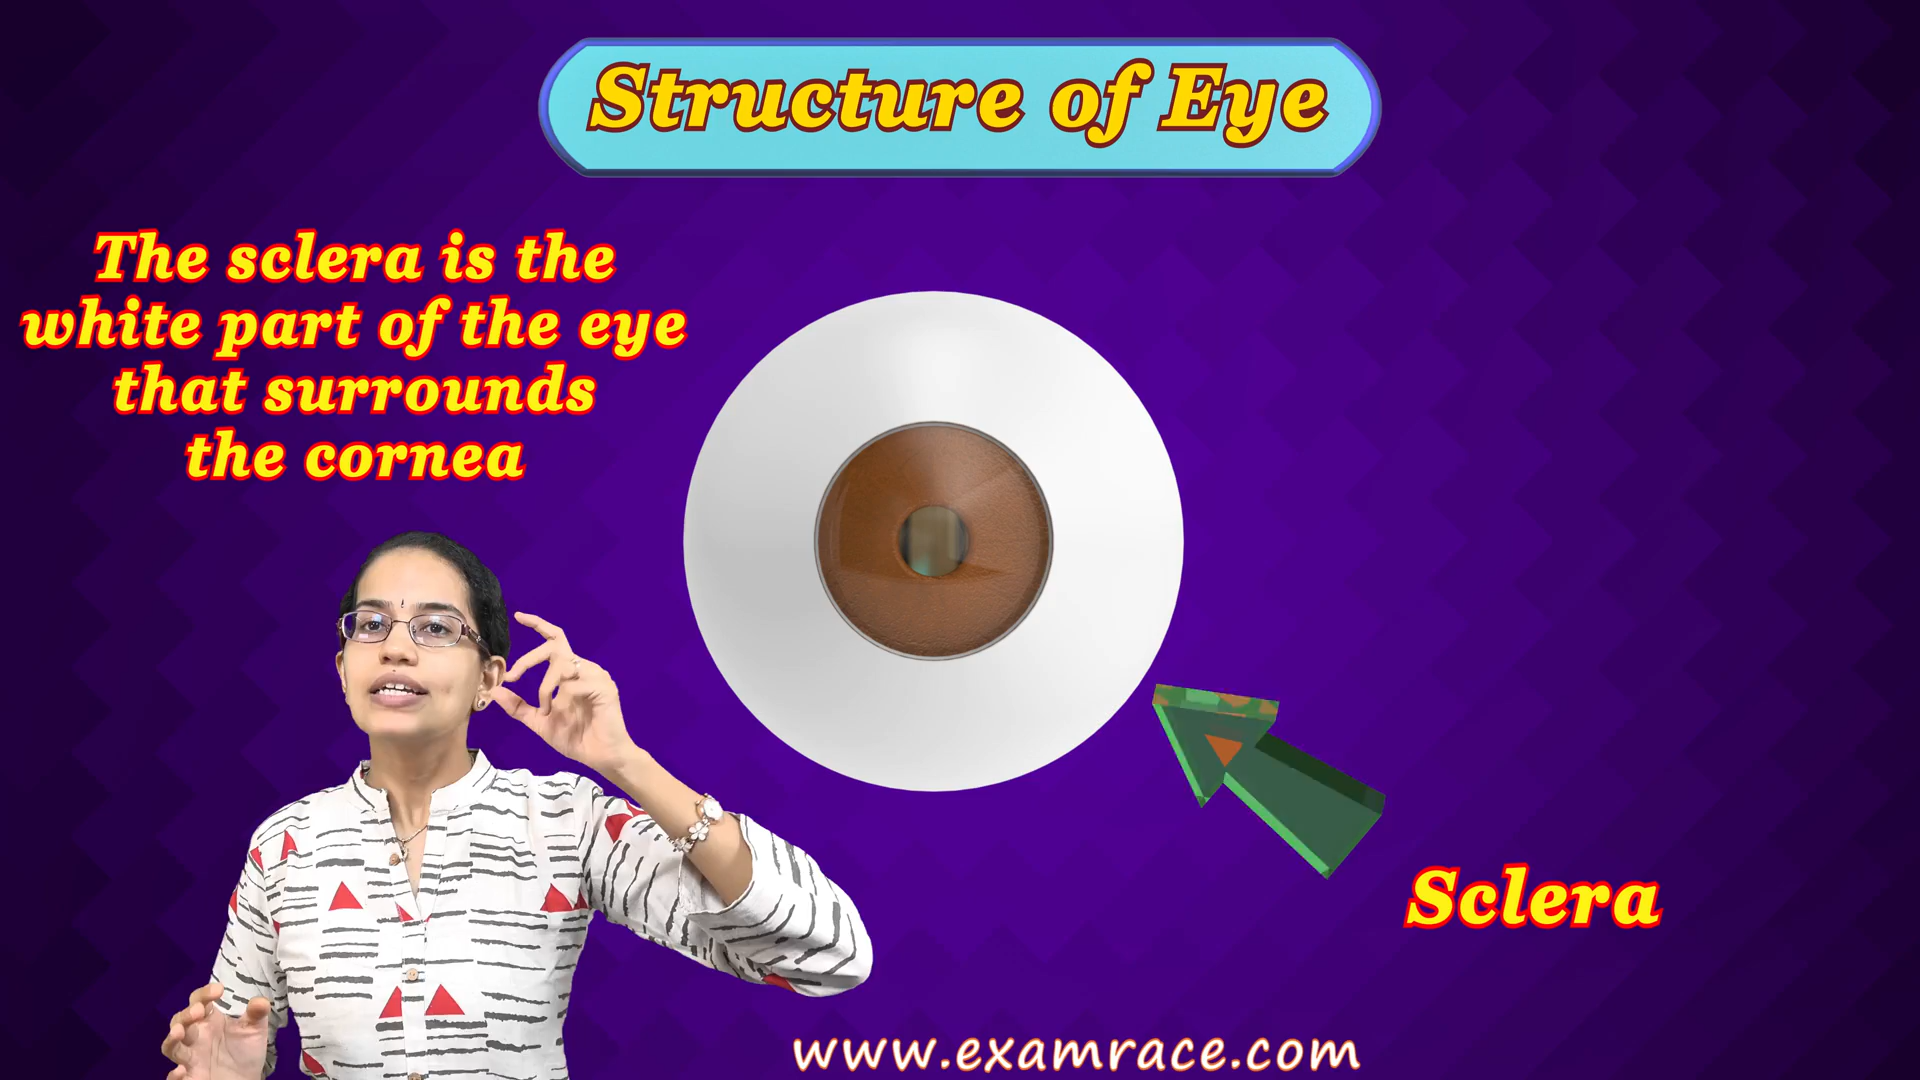 Structure of Eye
The sclera is the
white part of the eye
that surrounds
the cornea
Sclera
www.examrace.com